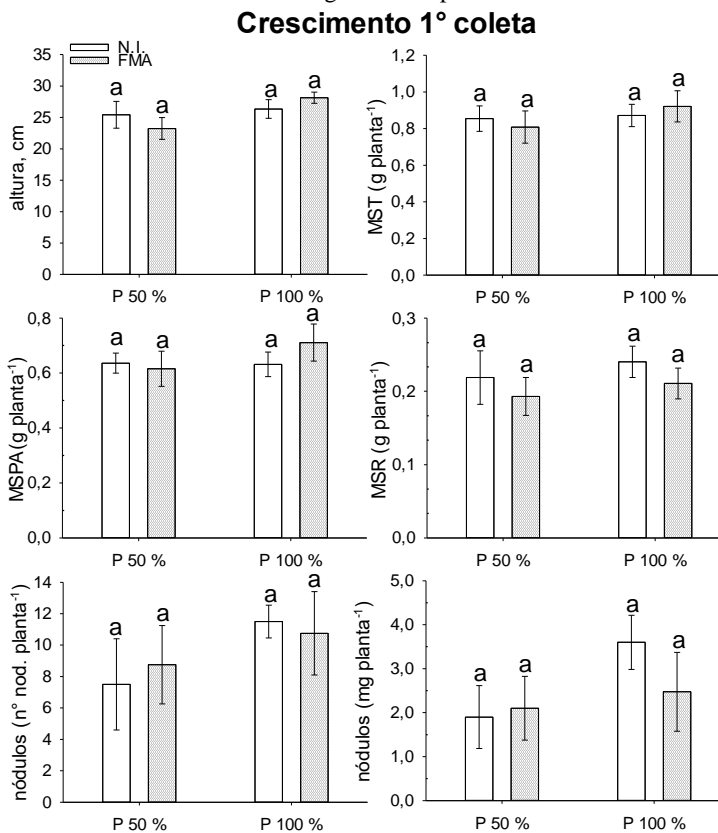 Crescimento 1° coleta
N.I.
FMA
altura, cm
35
30
25
20
15
10
5
0
a
a
a
a
P 50 %
P 100 %
MST (g planta-1)
1,2
1,0
0,8
0,6
0,4
0,2
0,0
a
a
a
a
P 50 %
P 100 %
MSPA (g planta-1)
0,8
0,6
0,4
0,2
0,0
a
a
a
a
P 50 %
P 100 %
MSR (g planta-1)
0,3
0,2
0,1
0,0
a
a
a
a
P 50 %
P 100 %
nódulos (n° nod. planta-1)
14
12
10
8
6
4
2
0
a
a
a
a
P 50 %
P 100 %
nódulos (mg planta-1)
5,0
4,0
3,0
2,0
1,0
0,0
a
a
a
a
P 50 %
P 100 %